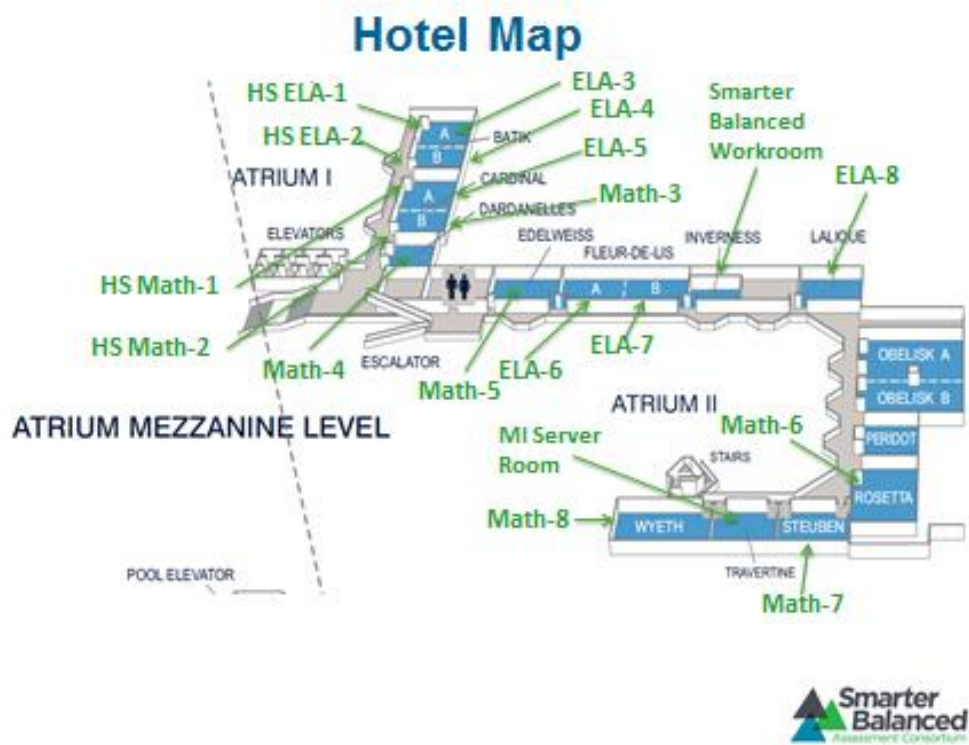 Hotel Map
HS ELA-1
ELA-3
ELA-4
Smarter
Balanced
Workroom
HS ELA-2
A
BATIK
B
ELA-5
ATRIUM I
CARDINAL
ELA-8
A
Math-3
B
DARDANELLES
ELEVATORS
EDELWEISS
INVERNESS
LALIQUE
FLEUR-DE-LIS
HS Math-1
A
B
HS Math-2
ELA-7
Math-4
ESCALATOR
ELA-6
Math-5
OBELISK A
OBELISK B
ATRIUM II
ATRIUM MEZZANINE LEVEL
Math-6
MI Server
Room
PERIDOT
STAIRS
ROSETTA
Math-8
WYETH
STEUBEN
TRAVERTINE
POOL ELEVATOR
Math-7
Smarter
Balanced
Assessment Consortium